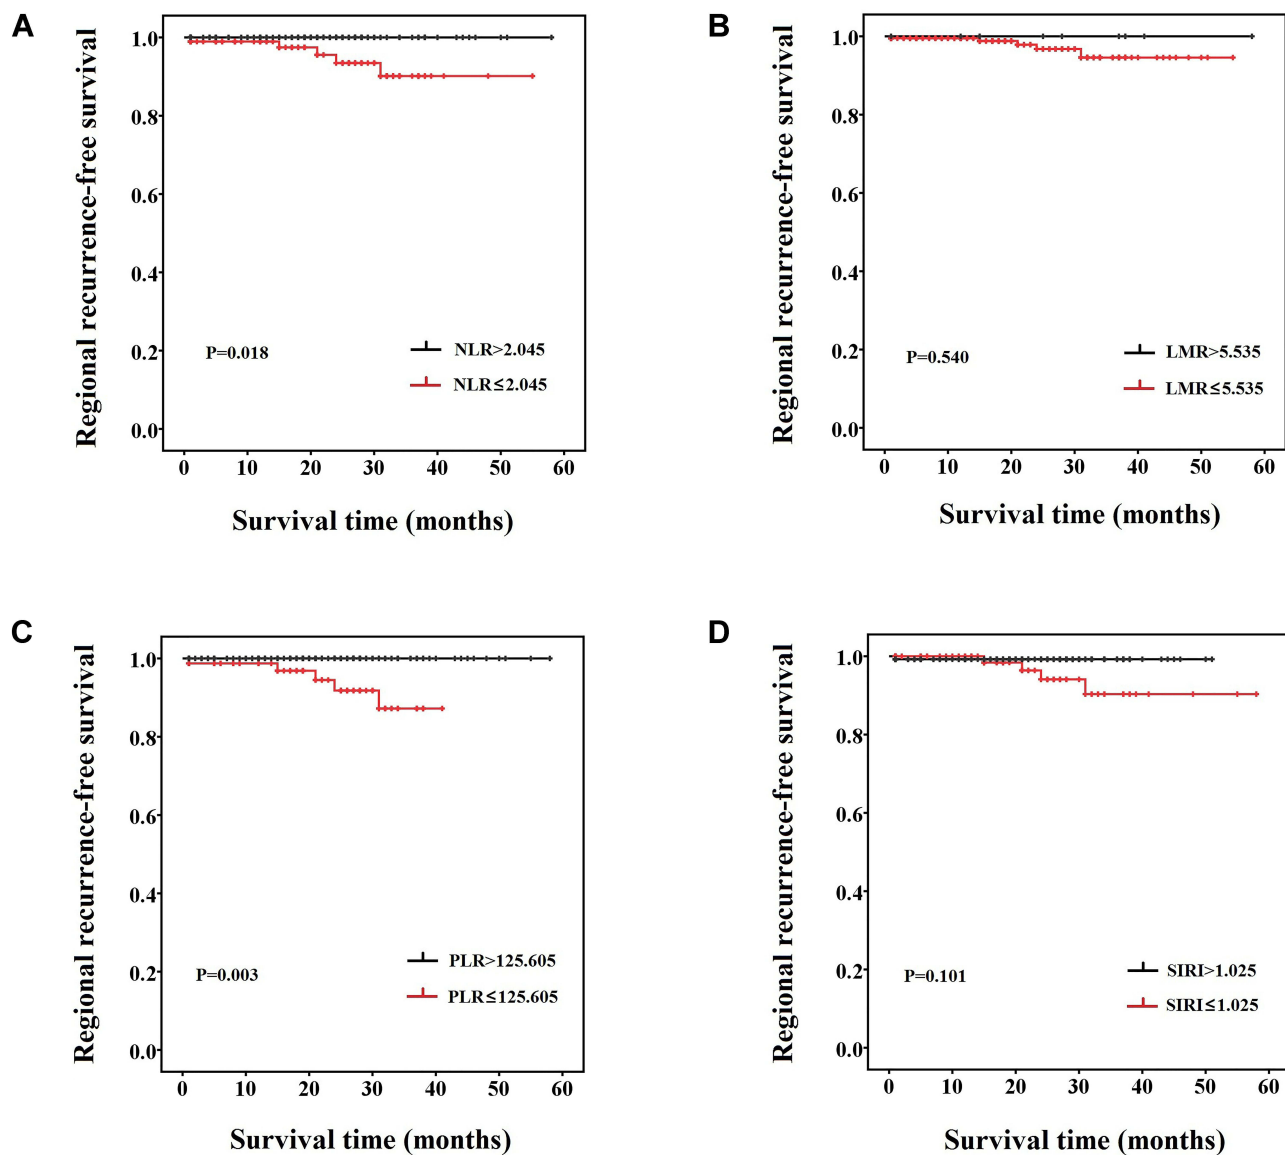 A
Regional recurrence-free survival
1.0
0.8
0.6
0.4
0.2
0.0
P=0.018
NLR>2.045
NLR≤2.045
0 10 20 30 40 50 60
Survival time (months)
B
Regional recurrence-free survival
1.0
0.8
0.6
0.4
0.2
0.0
P=0.540
LMR>5.535
LMR≤5.535
0 10 20 30 40 50 60
Survival time (months)
C
Regional recurrence-free survival
1.0
0.8
0.6
0.4
0.2
0.0
P=0.003
PLR>125.605
PLR≤125.605
0 10 20 30 40 50 60
Survival time (months)
D
Regional recurrence-free survival
1.0
0.8
0.6
0.4
0.2
0.0
P=0.101
SIRI>1.025
SIRI≤1.025
0 10 20 30 40 50 60
Survival time (months)